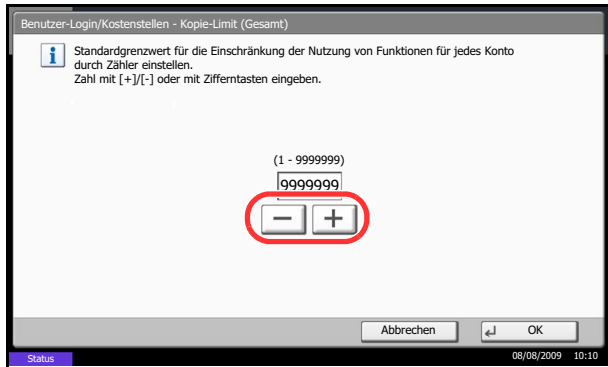 Benutzer-Login/Kostenstellen - Kopie-Limit (Gesamt)
Standardgrenzwert für die Einschränkung der Nutzung von Funktionen für jedes Konto
durch Zähler einstellen.
Zahl mit [+]/[-] oder mit Zifferntasten eingeben.
(1 - 9999999)
9999999
− +
Abbrechen OK
Status 08/08/2009 10:10